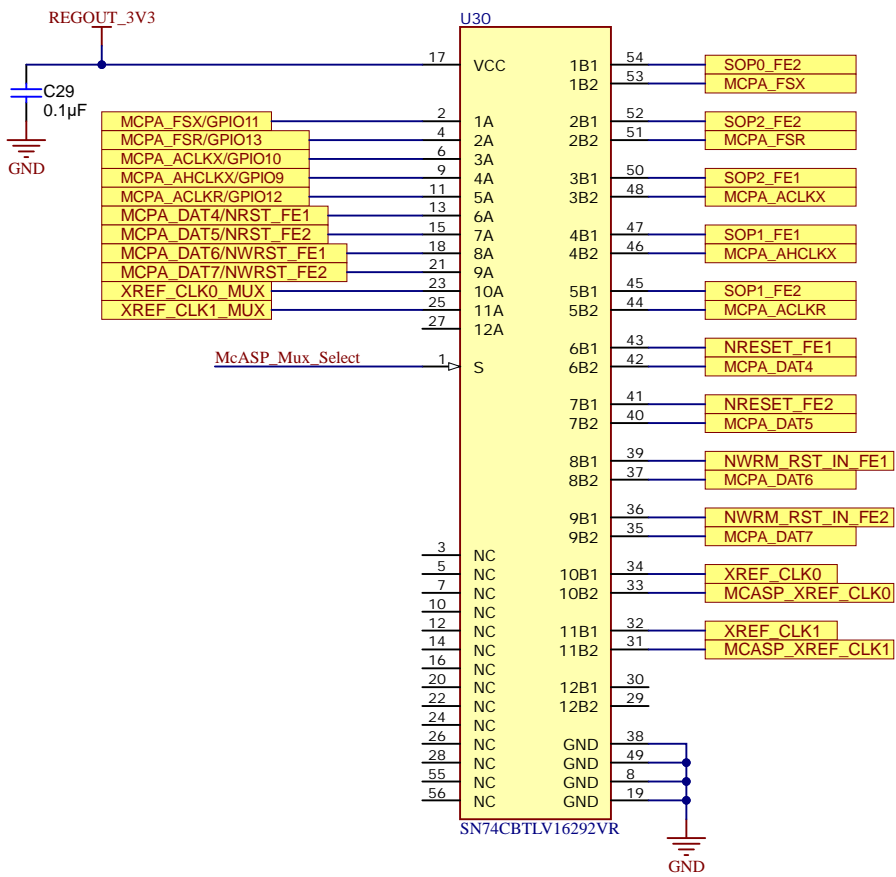 U30
REGOUT_3V3
C29
0.1µF
GND
17 VCC
2 1A
4 2A
6 3A
9 4A
11 5A
13 6A
15 7A
18 8A
21 9A
23 10A
25 11A
27 12A
MCPA_FSX/GPIO11
MCPA_FSR/GPIO13
MCPA_ACLKX/GPIO10
MCPA_AHCLKX/GPIO9
MCPA_ACLKR/GPIO12
MCPA_DAT4/NRST_FE1
MCPA_DAT5/NRST_FE2
MCPA_DAT6/NWRST_FE1
MCPA_DAT7/NWRST_FE2
XREF_CLK0_MUX
XREF_CLK1_MUX
McASP_Mux_Select 1 S
3 NC
5 NC
7 NC
10 NC
12 NC
14 NC
16 NC
20 NC
22 NC
24 NC
26 NC
28 NC
55 NC
56 NC
1B1 54 SOP0_FE2
1B2 53 MCPA_FSX
2B1 52 SOP2_FE2
2B2 51 MCPA_FSR
3B1 50 SOP2_FE1
3B2 48 MCPA_ACLKX
4B1 47 SOP1_FE1
4B2 46 MCPA_AHCLKX
5B1 45 SOP1_FE2
5B2 44 MCPA_ACLKR
6B1 43 NRESET_FE1
6B2 42 MCPA_DAT4
7B1 41 NRESET_FE2
7B2 40 MCPA_DAT5
8B1 39 NWRM_RST_IN_FE1
8B2 37 MCPA_DAT6
9B1 36 NWRM_RST_IN_FE2
9B2 35 MCPA_DAT7
10B1 34 XREF_CLK0
10B2 33 MCASP_XREF_CLK0
11B1 32 XREF_CLK1
11B2 31 MCASP_XREF_CLK1
12B1 30
12B2 29
GND 38
GND 49
GND 8
GND 19
SN74CBTLV16292VR
GND